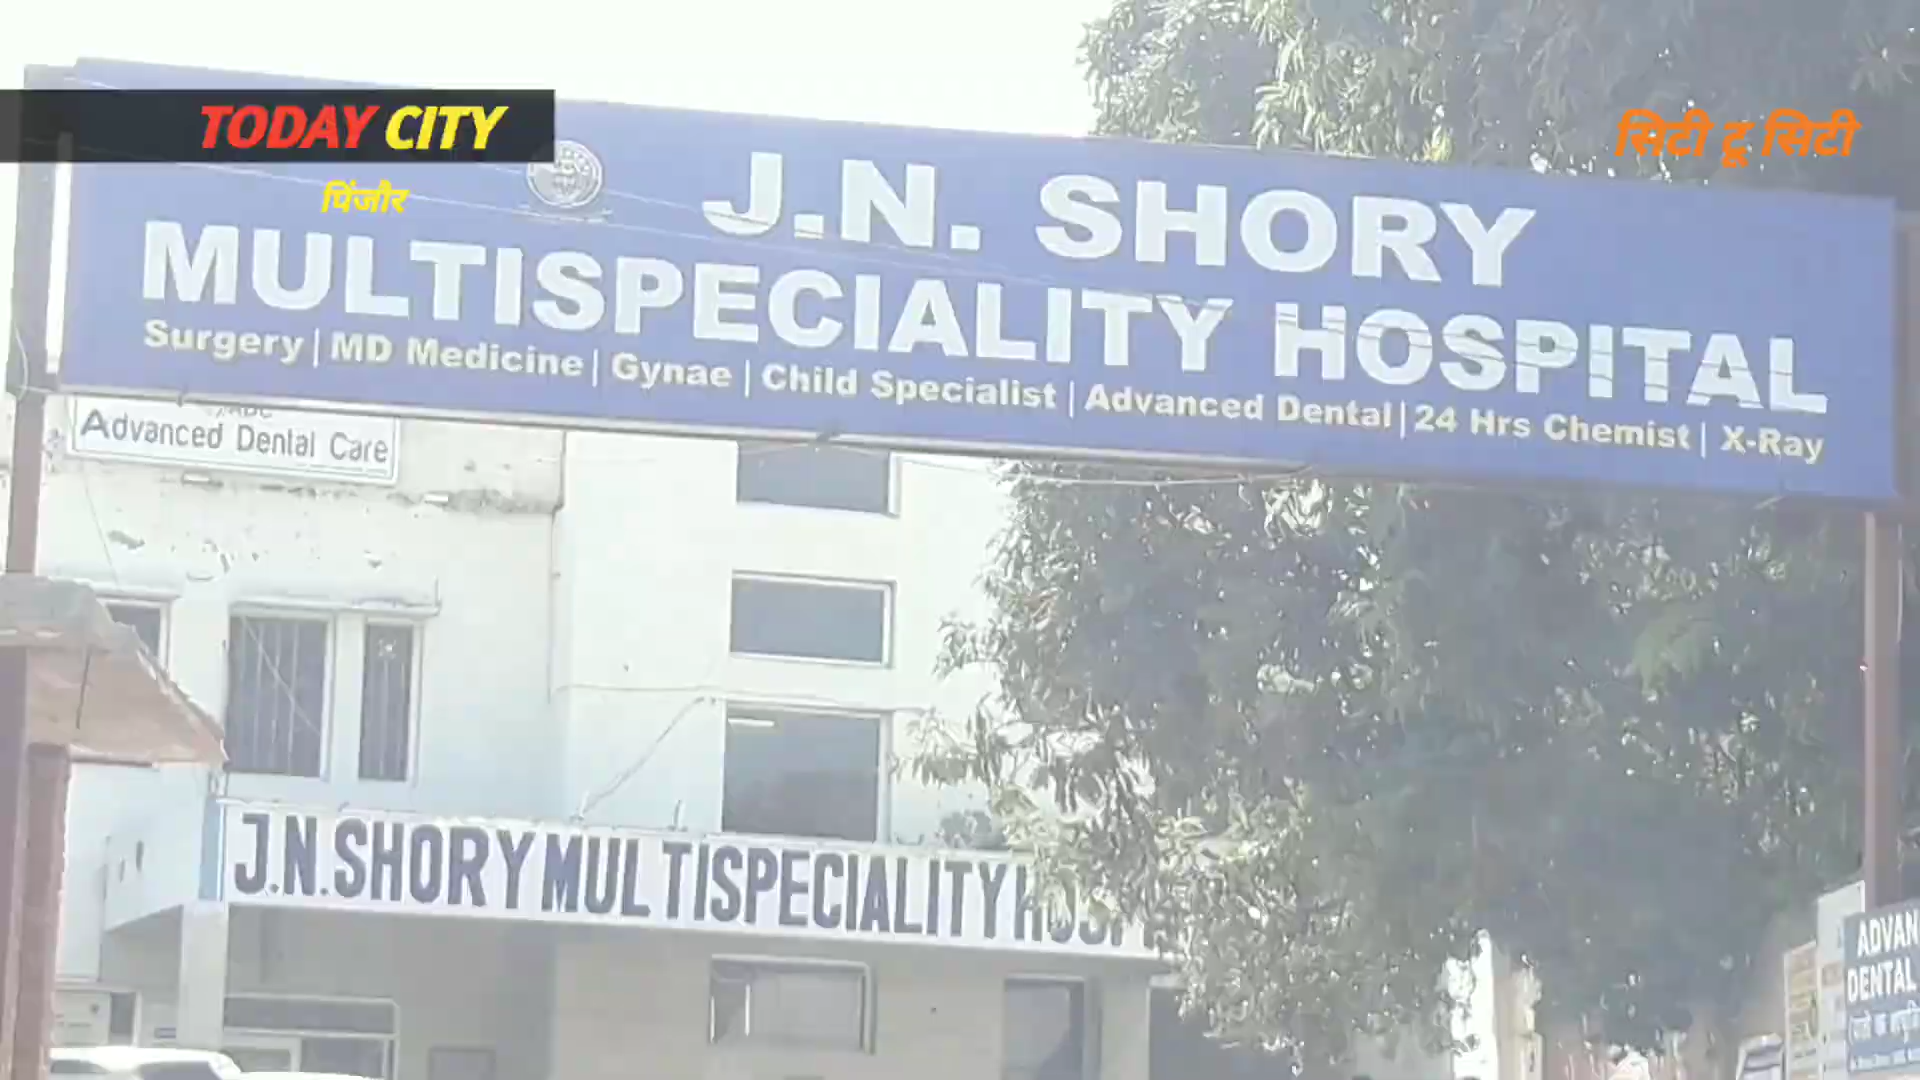 TODAY CITY
सिटी टू सिटी
पिंजौर
J.N. SHORY
MULTISPECIALITY HOSPITAL
Surgery | MD Medicine | Gynae | Child Specialist | Advanced Dental | 24 Hrs Chemist | X-Ray
Advanced Dental Care
J.N. SHORY MULTISPECIALITY
ADVAN
DENTAL